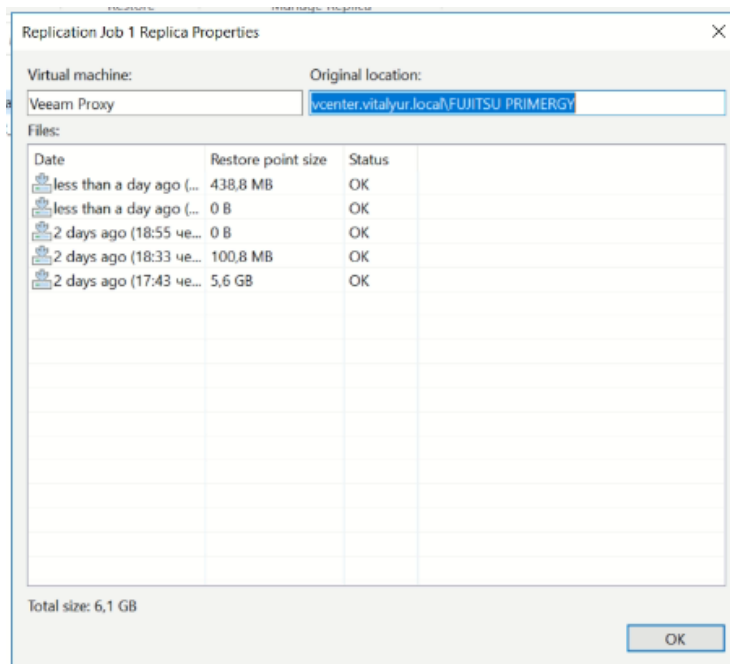 Restore Manage Replica
Replication Job 1 Replica Properties
Virtual machine: Original location:
Veeam Proxy vcenter.vitalyur.local\FUJITSU PRIMERGY
Files:
Date Restore point size Status
less than a day ago (... 438,8 MB OK
less than a day ago (... 0 B OK
2 days ago (18:55 че... 0 B OK
2 days ago (18:33 че... 100,8 MB OK
2 days ago (17:43 че... 5,6 GB OK
Total size: 6,1 GB
OK